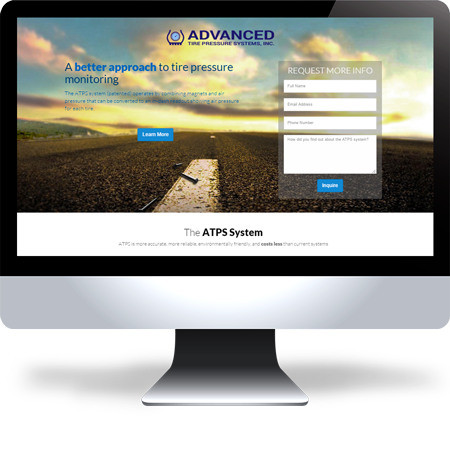 ADVANCED
TIRE PRESSURE SYSTEMS, INC.
A better approach to tire pressure
monitoring
The ATPS system (patented) operates by combining magnets and air
pressure that can be converted to an air pressure
for each tire.
Learn More
REQUEST MORE INFO
Full Name
Email Address
Phone Number
How did you find out about the ATPS system?
Inquire
The ATPS System
ATPS is more accurate, more reliable, environmentally friendly, and costs less than current systems